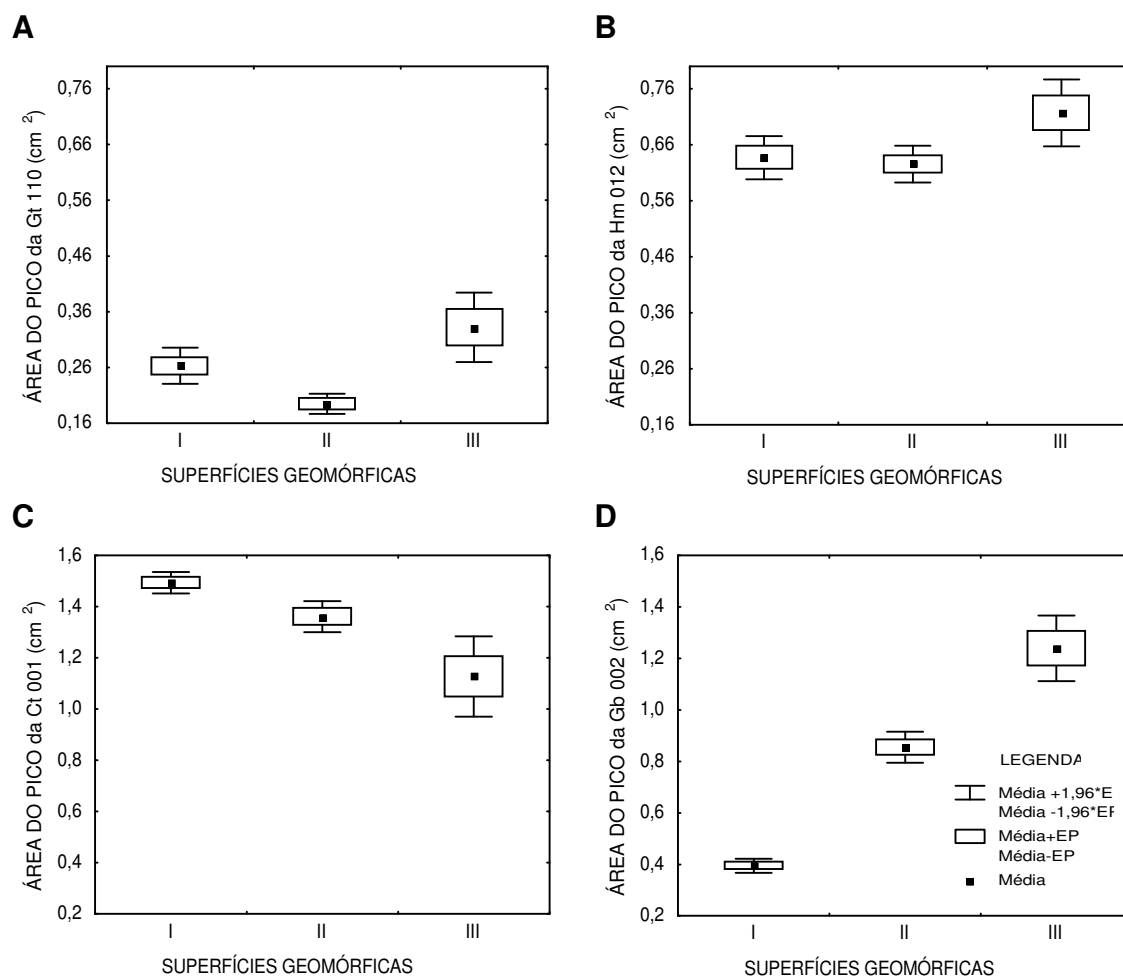 A
ÁREA DO PICO da Gt 110 (cm 2)
0,76
0,66
0,56
0,46
0,36
0,26
0,16
I II III
SUPERFÍCIES GEOMÓRFICAS
B
ÁREA DO PICO da Hm 012 (cm 2)
0,76
0,66
0,56
0,46
0,36
0,26
0,16
I II III
SUPERFÍCIES GEOMÓRFICAS
C
ÁREA DO PICO da Ct 001 (cm 2)
1,6
1,4
1,2
1,0
0,8
0,6
0,4
0,2
I II III
SUPERFÍCIES GEOMÓRFICAS
D
ÁREA DO PICO da Gb 002 (cm 2)
1,6
1,4
1,2
1,0
0,8
0,6
0,4
0,2
I II III
SUPERFÍCIES GEOMÓRFICAS
LEGENDA
Média +1,96*E
Média -1,96*EP
Média+EP
Média-EP
Média